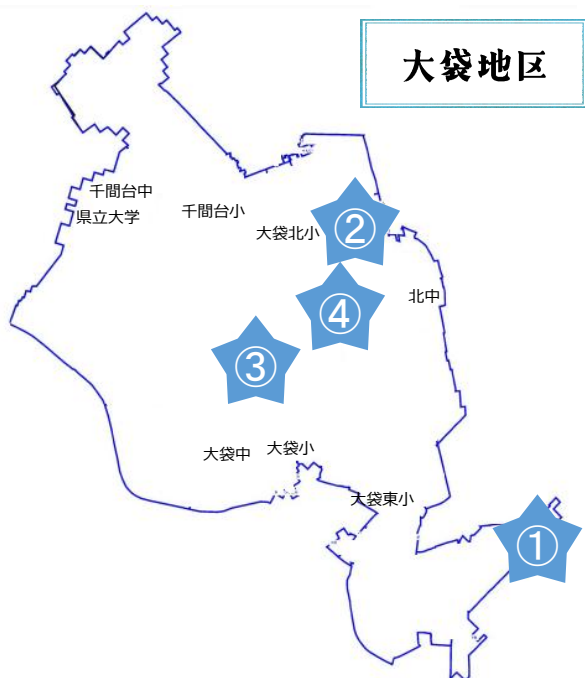 大袋地区
千間台中
県立大学
千間台小
大袋北小
②
北中
④
③
大袋中
大袋小
大袋東小
①